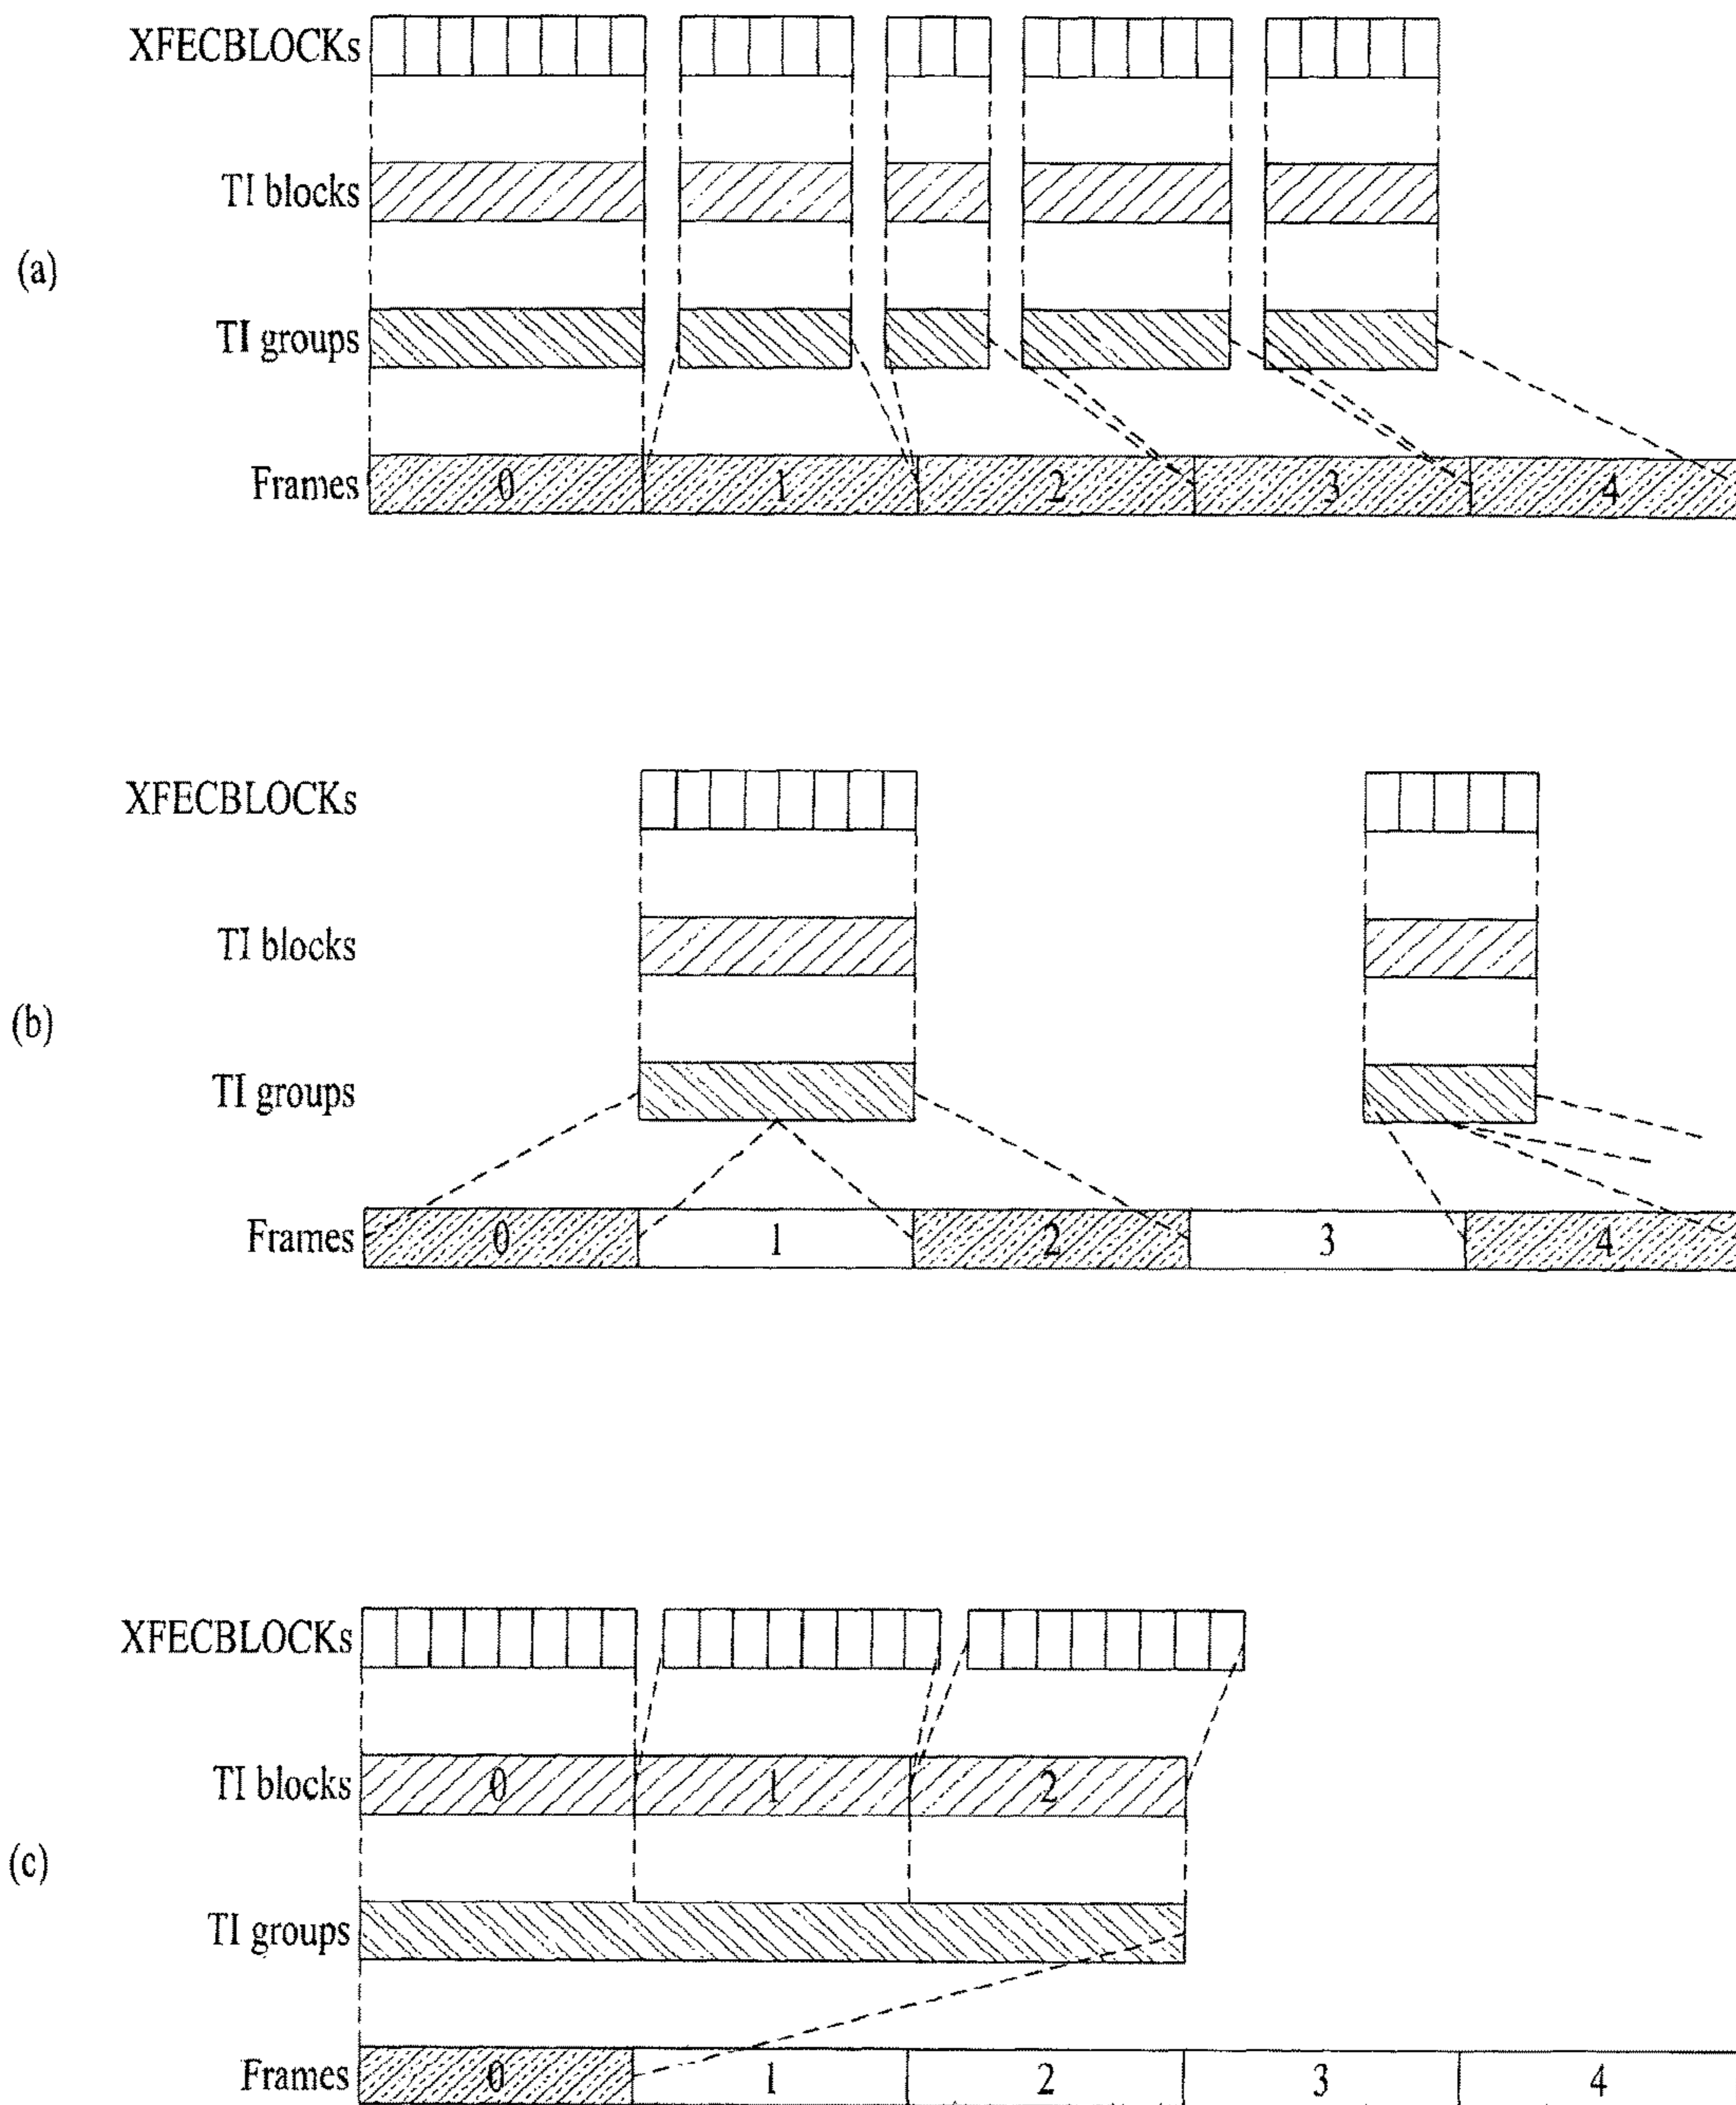 XFECBLOCKs
TI blocks
(a)
TI groups
Frames 0 1 2 3 4
XFECBLOCKs
TI blocks
(b)
TI groups
Frames 0 1 2 3 4
XFECBLOCKs
TI blocks 0 1 2
(c)
TI groups
Frames 0 1 2 3 4